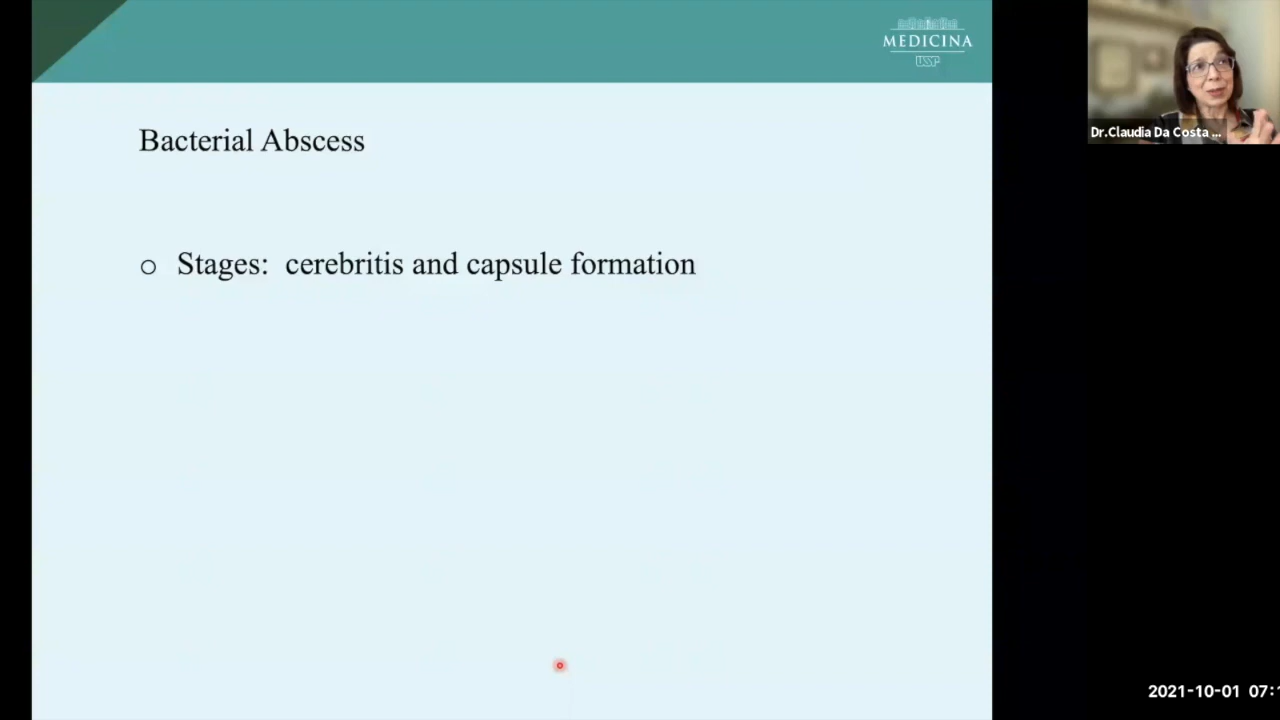 MEDICINA
USP
Bacterial Abscess
Stages: cerebritis and capsule formation
Dr.Claudia Da Costa ...
2021-10-01 07: